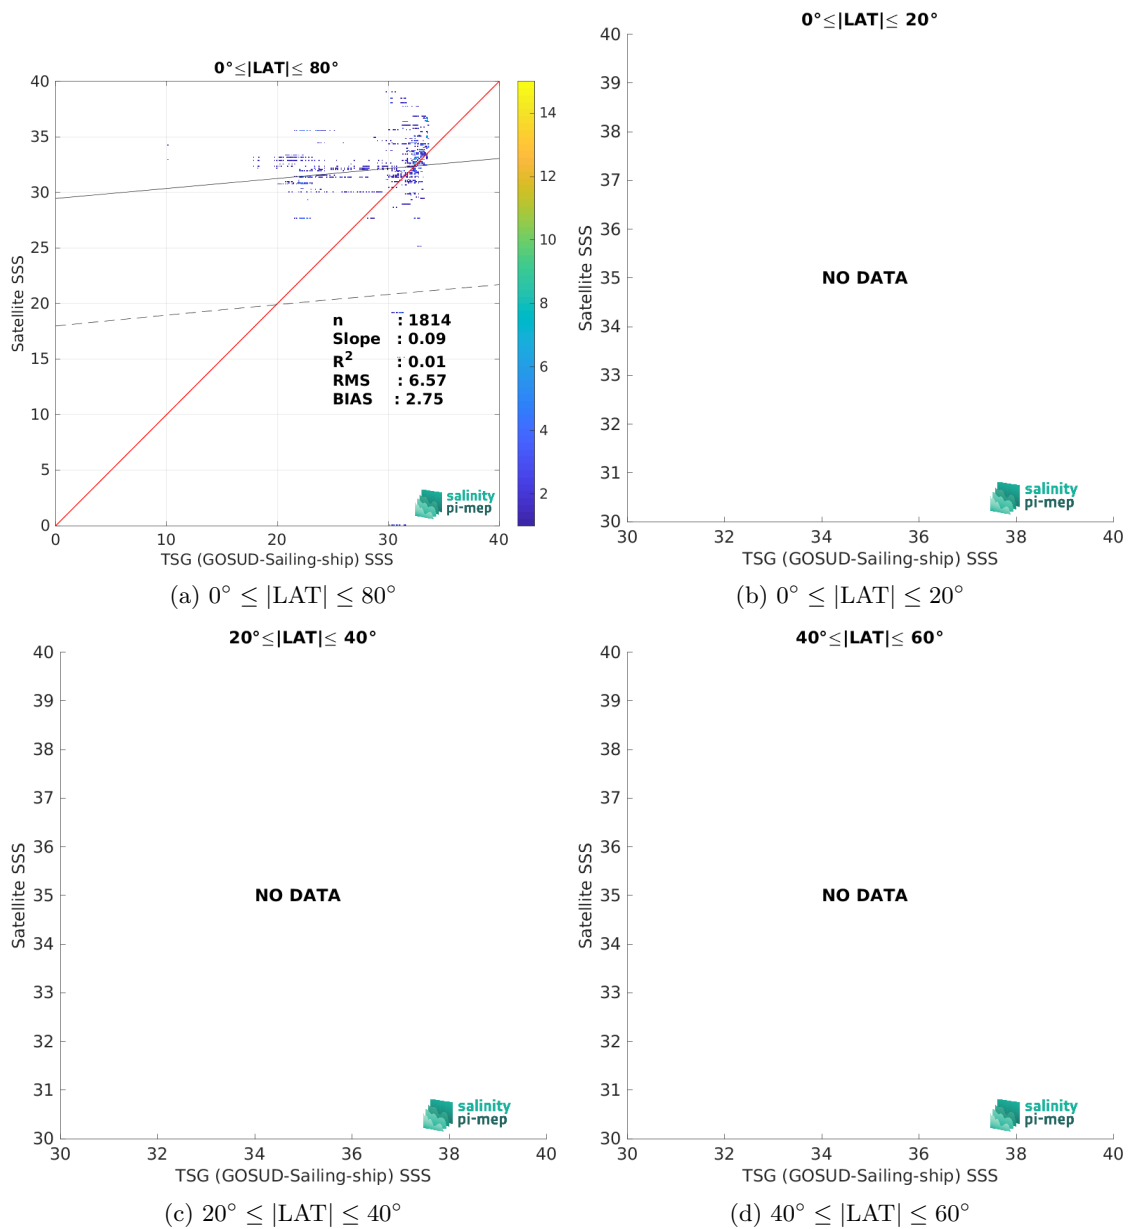 0°≤|LAT|≤ 80°
40
35
30
25
20
15
10
5
0
Satellite SSS
n : 1814
Slope : 0.09
R² : 0.01
RMS : 6.57
BIAS : 2.75
salinity
pi-mep
0 10 20 30 40
TSG (GOSUD-Sailing-ship) SSS
14
12
10
8
6
4
2
(a) 0° ≤ |LAT| ≤ 80°
0°≤|LAT|≤ 20°
40
39
38
37
36
35
34
33
32
31
30
Satellite SSS
NO DATA
salinity
pi-mep
30 32 34 36 38 40
TSG (GOSUD-Sailing-ship) SSS
(b) 0° ≤ |LAT| ≤ 20°
20°≤|LAT|≤ 40°
40
39
38
37
36
35
34
33
32
31
30
Satellite SSS
NO DATA
salinity
pi-mep
30 32 34 36 38 40
TSG (GOSUD-Sailing-ship) SSS
(c) 20° ≤ |LAT| ≤ 40°
40°≤|LAT|≤ 60°
40
39
38
37
36
35
34
33
32
31
30
Satellite SSS
NO DATA
salinity
pi-mep
30 32 34 36 38 40
TSG (GOSUD-Sailing-ship) SSS
(d) 40° ≤ |LAT| ≤ 60°